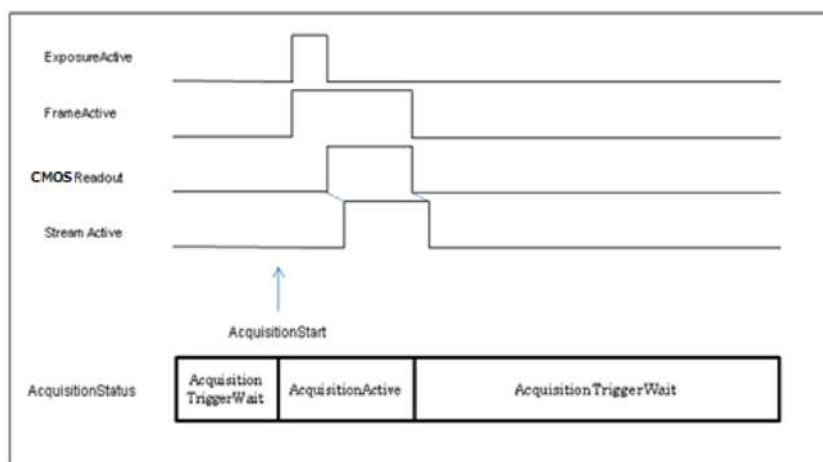 ExposureActive
FrameActive
CMOS Readout
Stream Active
AcquisitionStart
AcquisitionStatus
Acquisition
TriggerWait
AcquisitionActive
AcquisitionTriggerWait